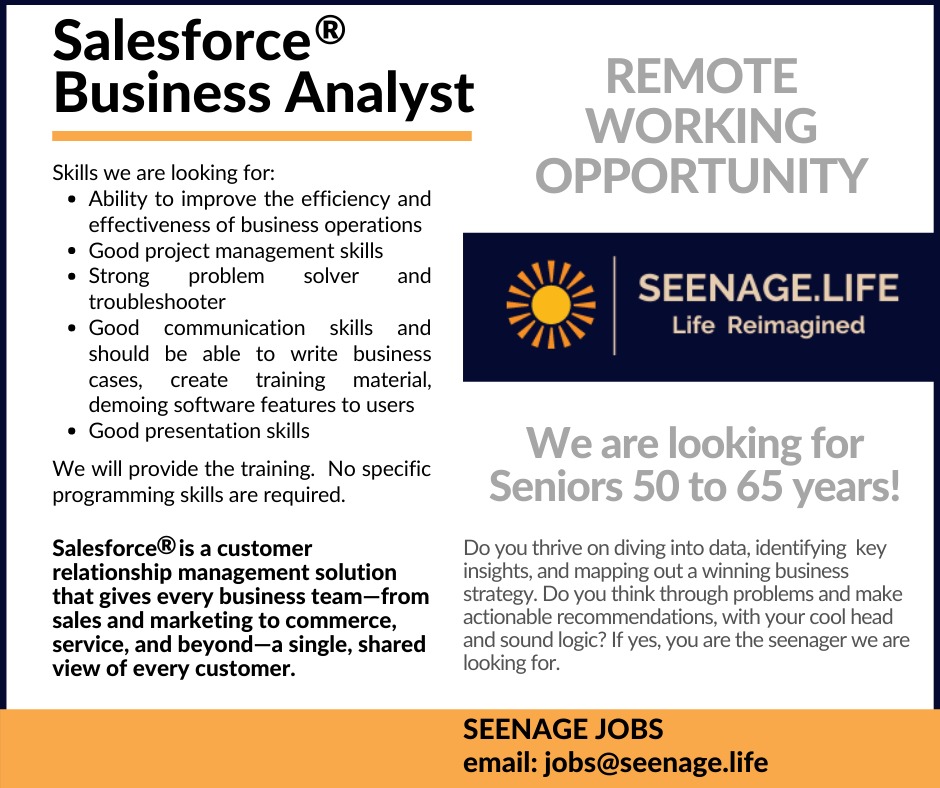 Salesforce®
Business Analyst
Skills we are looking for:
• Ability to improve the efficiency and
effectiveness of business operations
• Good project management skills
• Strong problem solver and
troubleshooter
• Good communication skills and
should be able to write business
cases, create training material,
demoing software features to users
• Good presentation skills
We will provide the training.  No specific
programming skills are required.
Salesforce® is a customer
relationship management solution
that gives every business team—from
sales and marketing to commerce,
service, and beyond—a single, shared
view of every customer.
REMOTE
WORKING
OPPORTUNITY
SEENAGE.LIFE
Life Reimagined
We are looking for
Seniors 50 to 65 years!
Do you thrive on diving into data, identifying  key
insights, and mapping out a winning business
strategy. Do you think through problems and make
actionable recommendations, with your cool head
and sound logic? If yes, you are the seenager we are
looking for.
SEENAGE JOBS
email: jobs@seenage.life